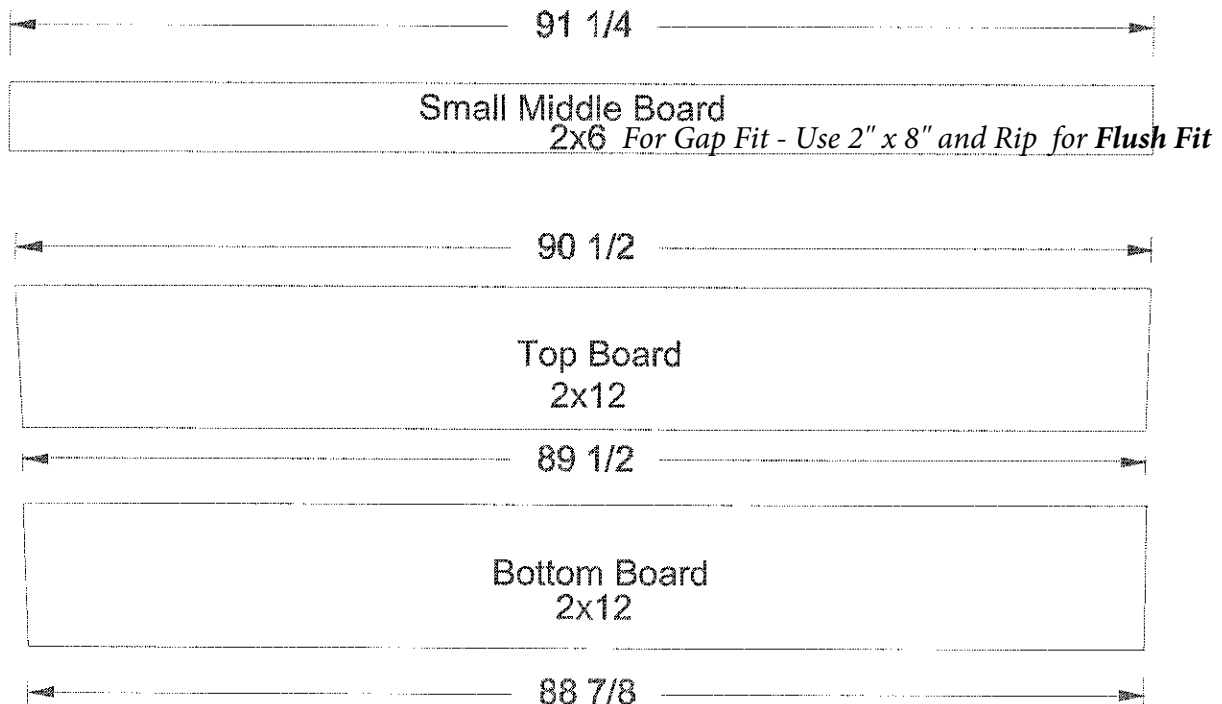 91 1/4
Small Middle Board
2x6 For Gap Fit - Use 2" x 8" and Rip for Flush Fit
90 1/2
Top Board
2x12
89 1/2
Bottom Board
2x12
88 7/8